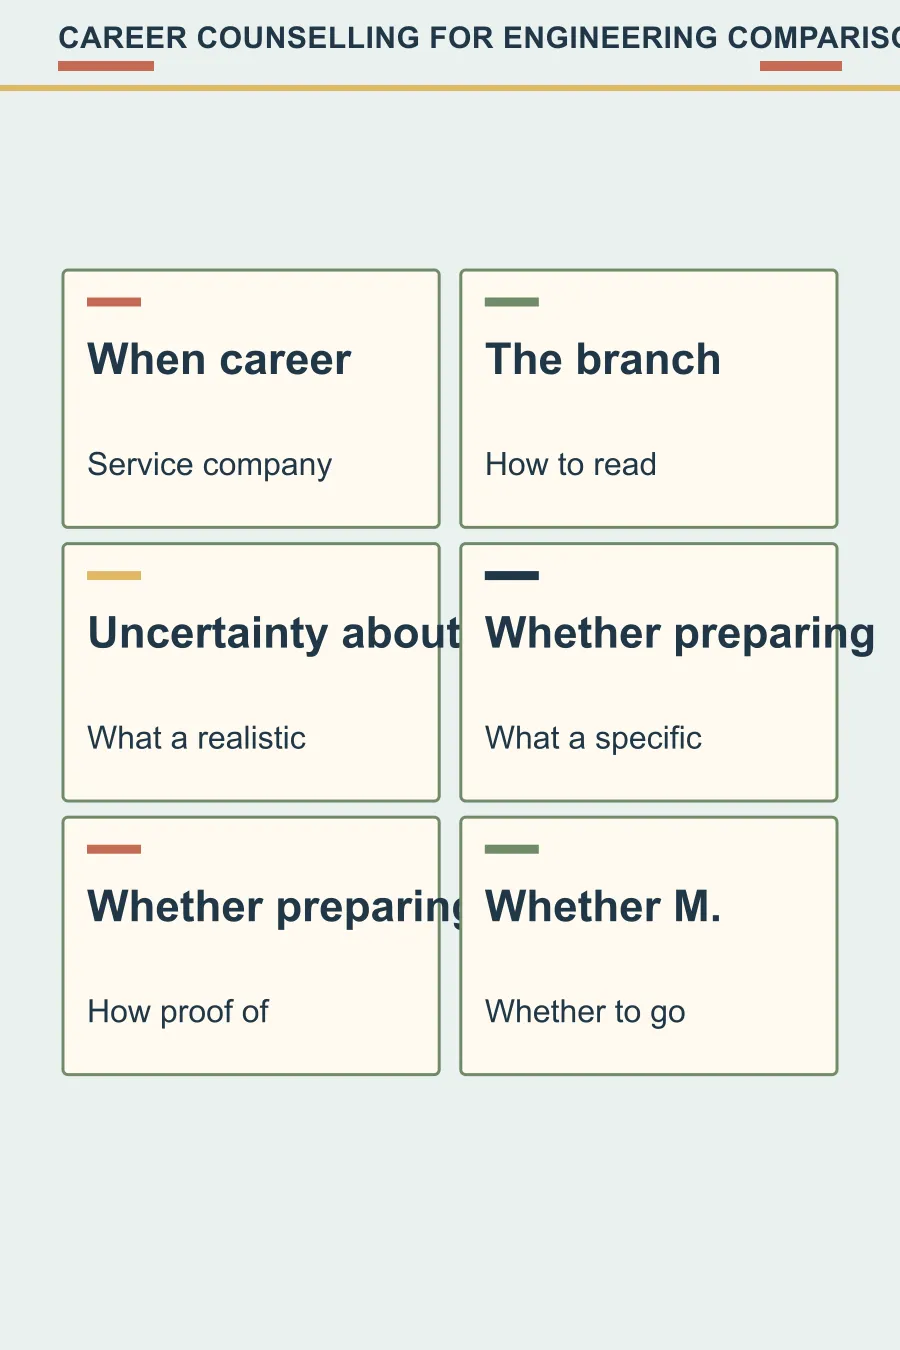 CAREER COUNSELLING FOR ENGINEERING COMPARISO
When career
Service company
The branch
How to read
Uncertainty about
What a realistic
Whether preparing
What a specific
Whether preparing
How proof of
Whether M.
Whether to go